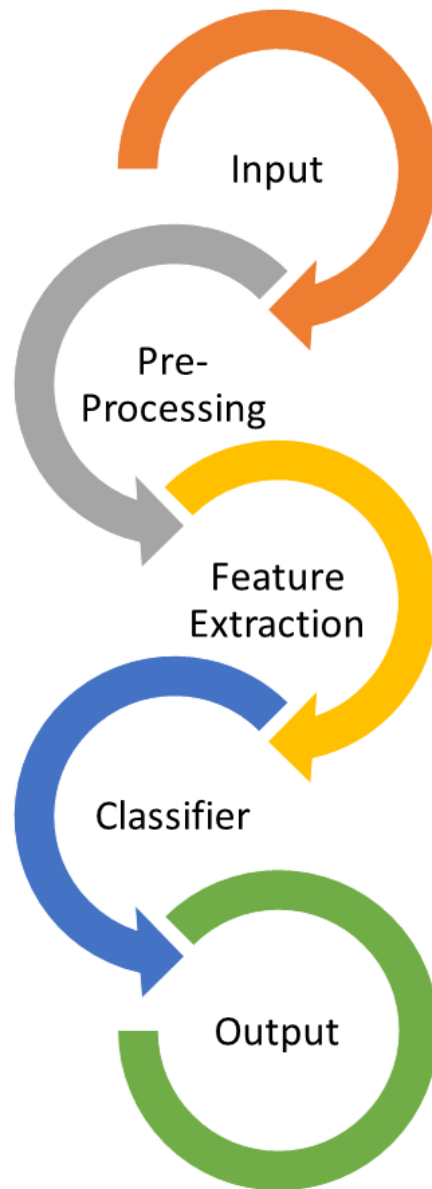 Input
Pre-
Processing
Feature
Extraction
Classifier
Output